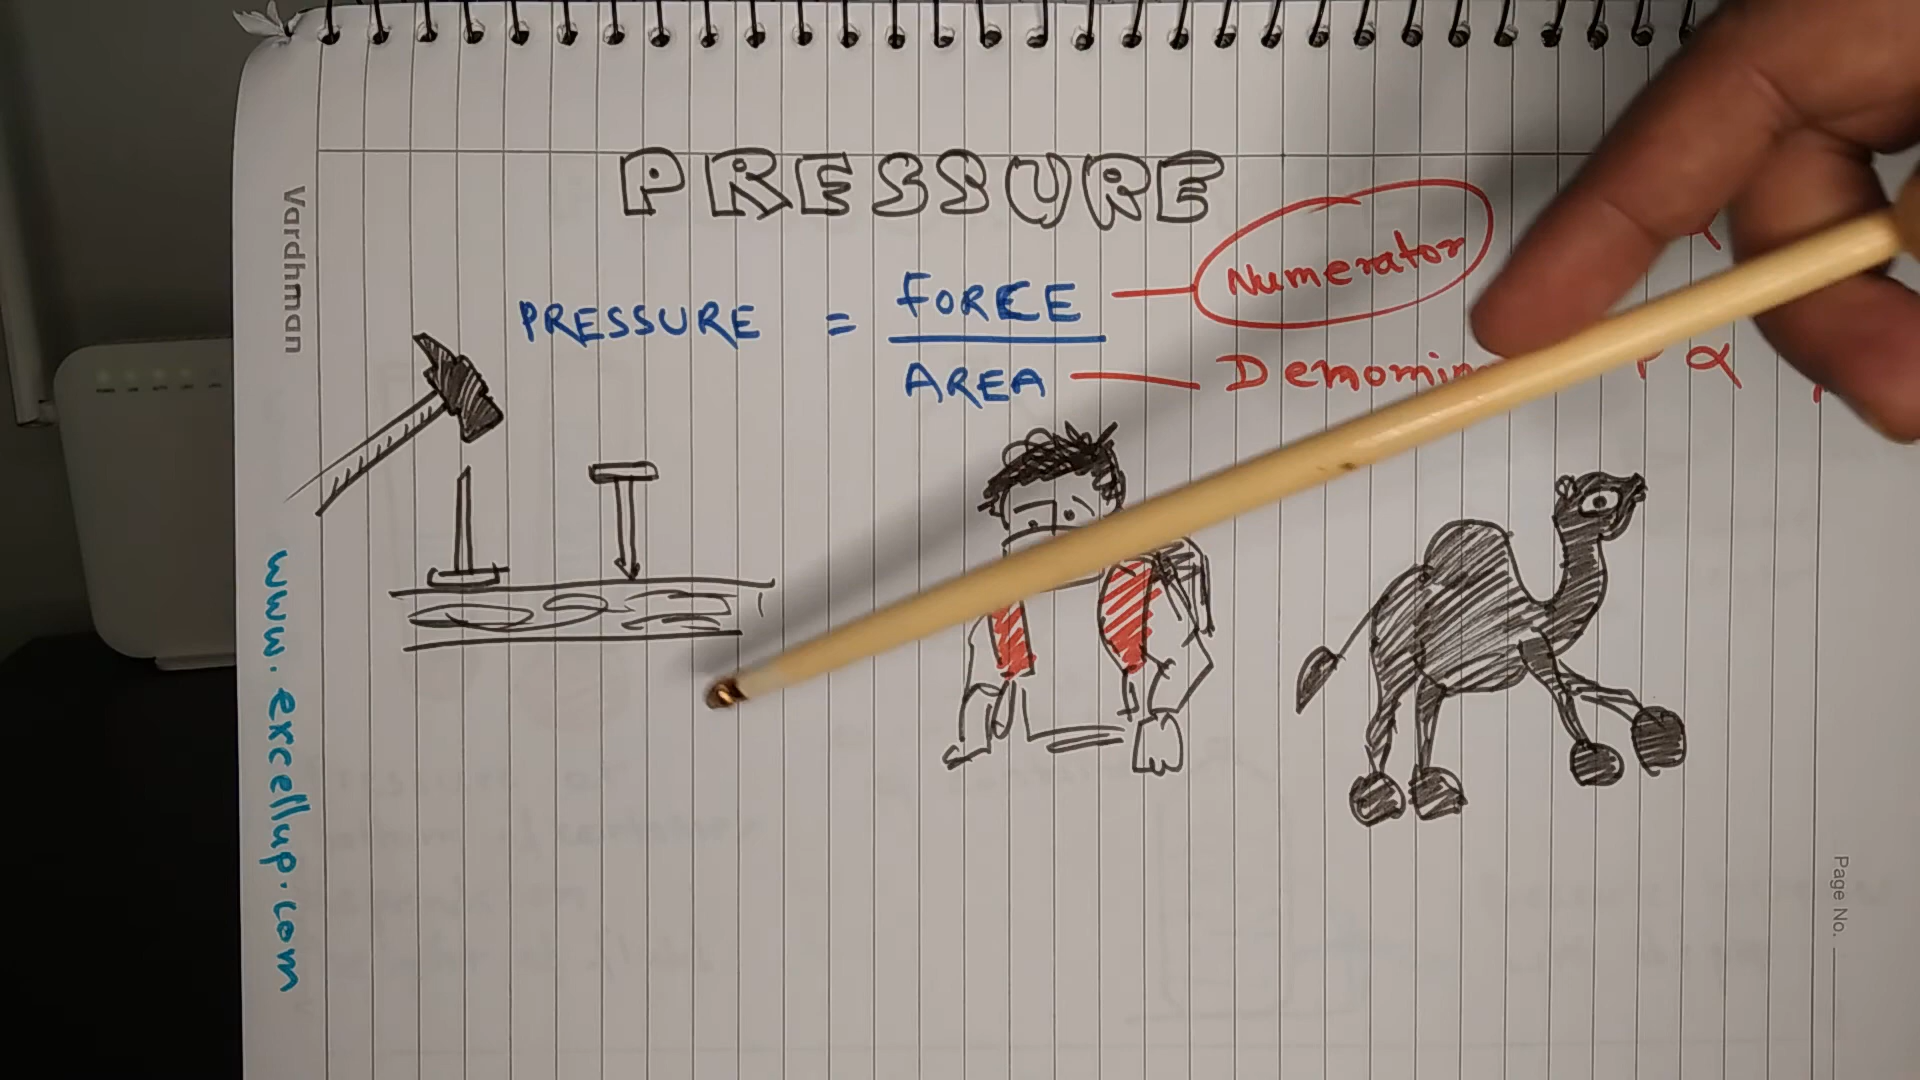 PRESSURE
PRESSURE = FORCE — Numerator
AREA — α
Vardhman
www.excellup.com
Page No.